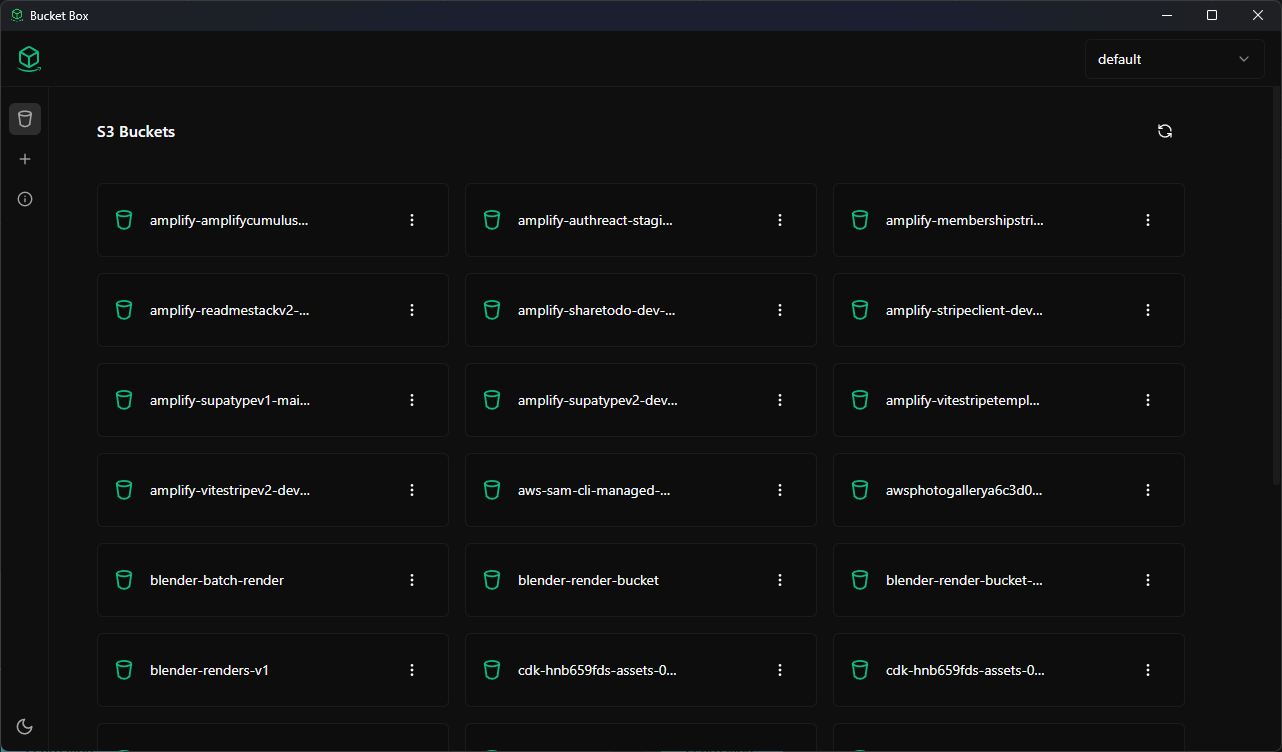 Bucket Box
default
S3 Buckets
amplify-amplifycumulus...
amplify-authreact-stagi...
amplify-membershipstri...
amplify-readmestackv2-...
amplify-sharetodo-dev-...
amplify-stripeclient-dev...
amplify-supatypev1-mai...
amplify-supatypev2-dev...
amplify-vitestripetempl...
amplify-vitestripev2-dev...
aws-sam-cli-managed-...
awsphotogallerya6c3d0...
blender-batch-render
blender-render-bucket
blender-render-bucket-...
blender-renders-v1
cdk-hnb659fds-assets-0...
cdk-hnb659fds-assets-0...